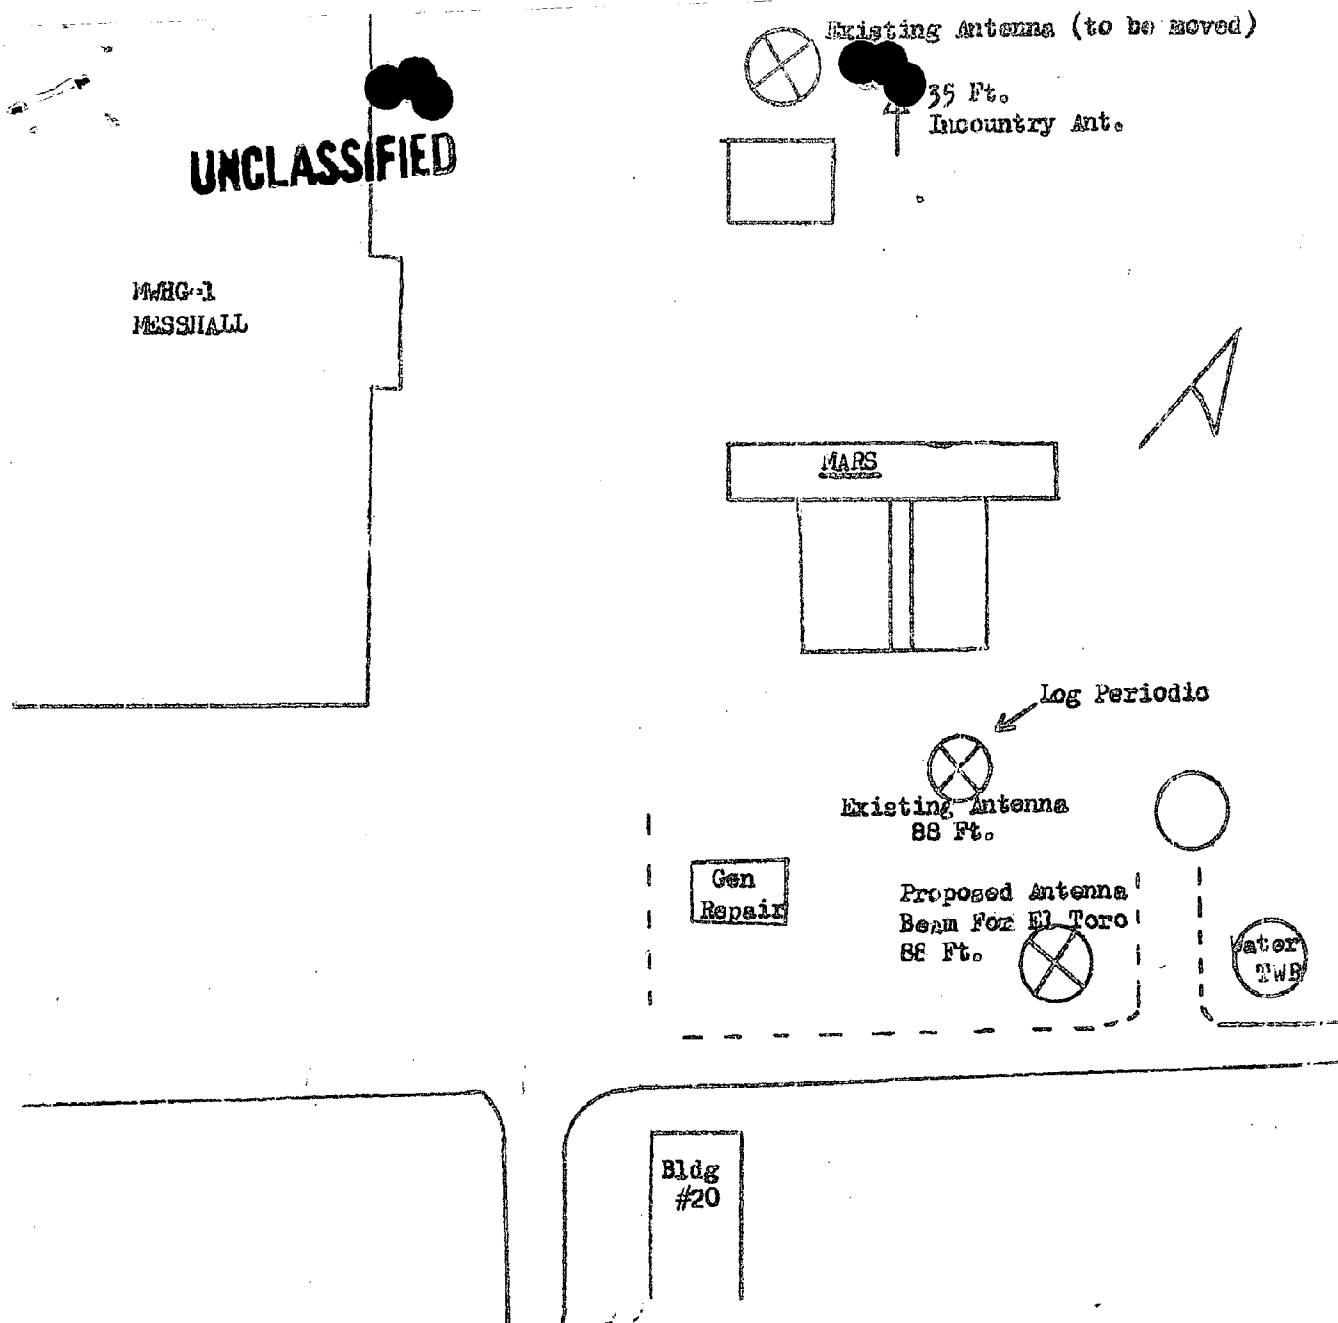 Existing Antenna (to be moved)
35 Ft.
Incountry Ant.
UNCLASSIFIED
MWHG-1
MESSHALL
MARS
Log Periodic
Existing Antenna
88 Ft.
Gen
Repair
Proposed Antenna
Beam For El Toro
88 Ft.
Water
TWR
Bldg
#20